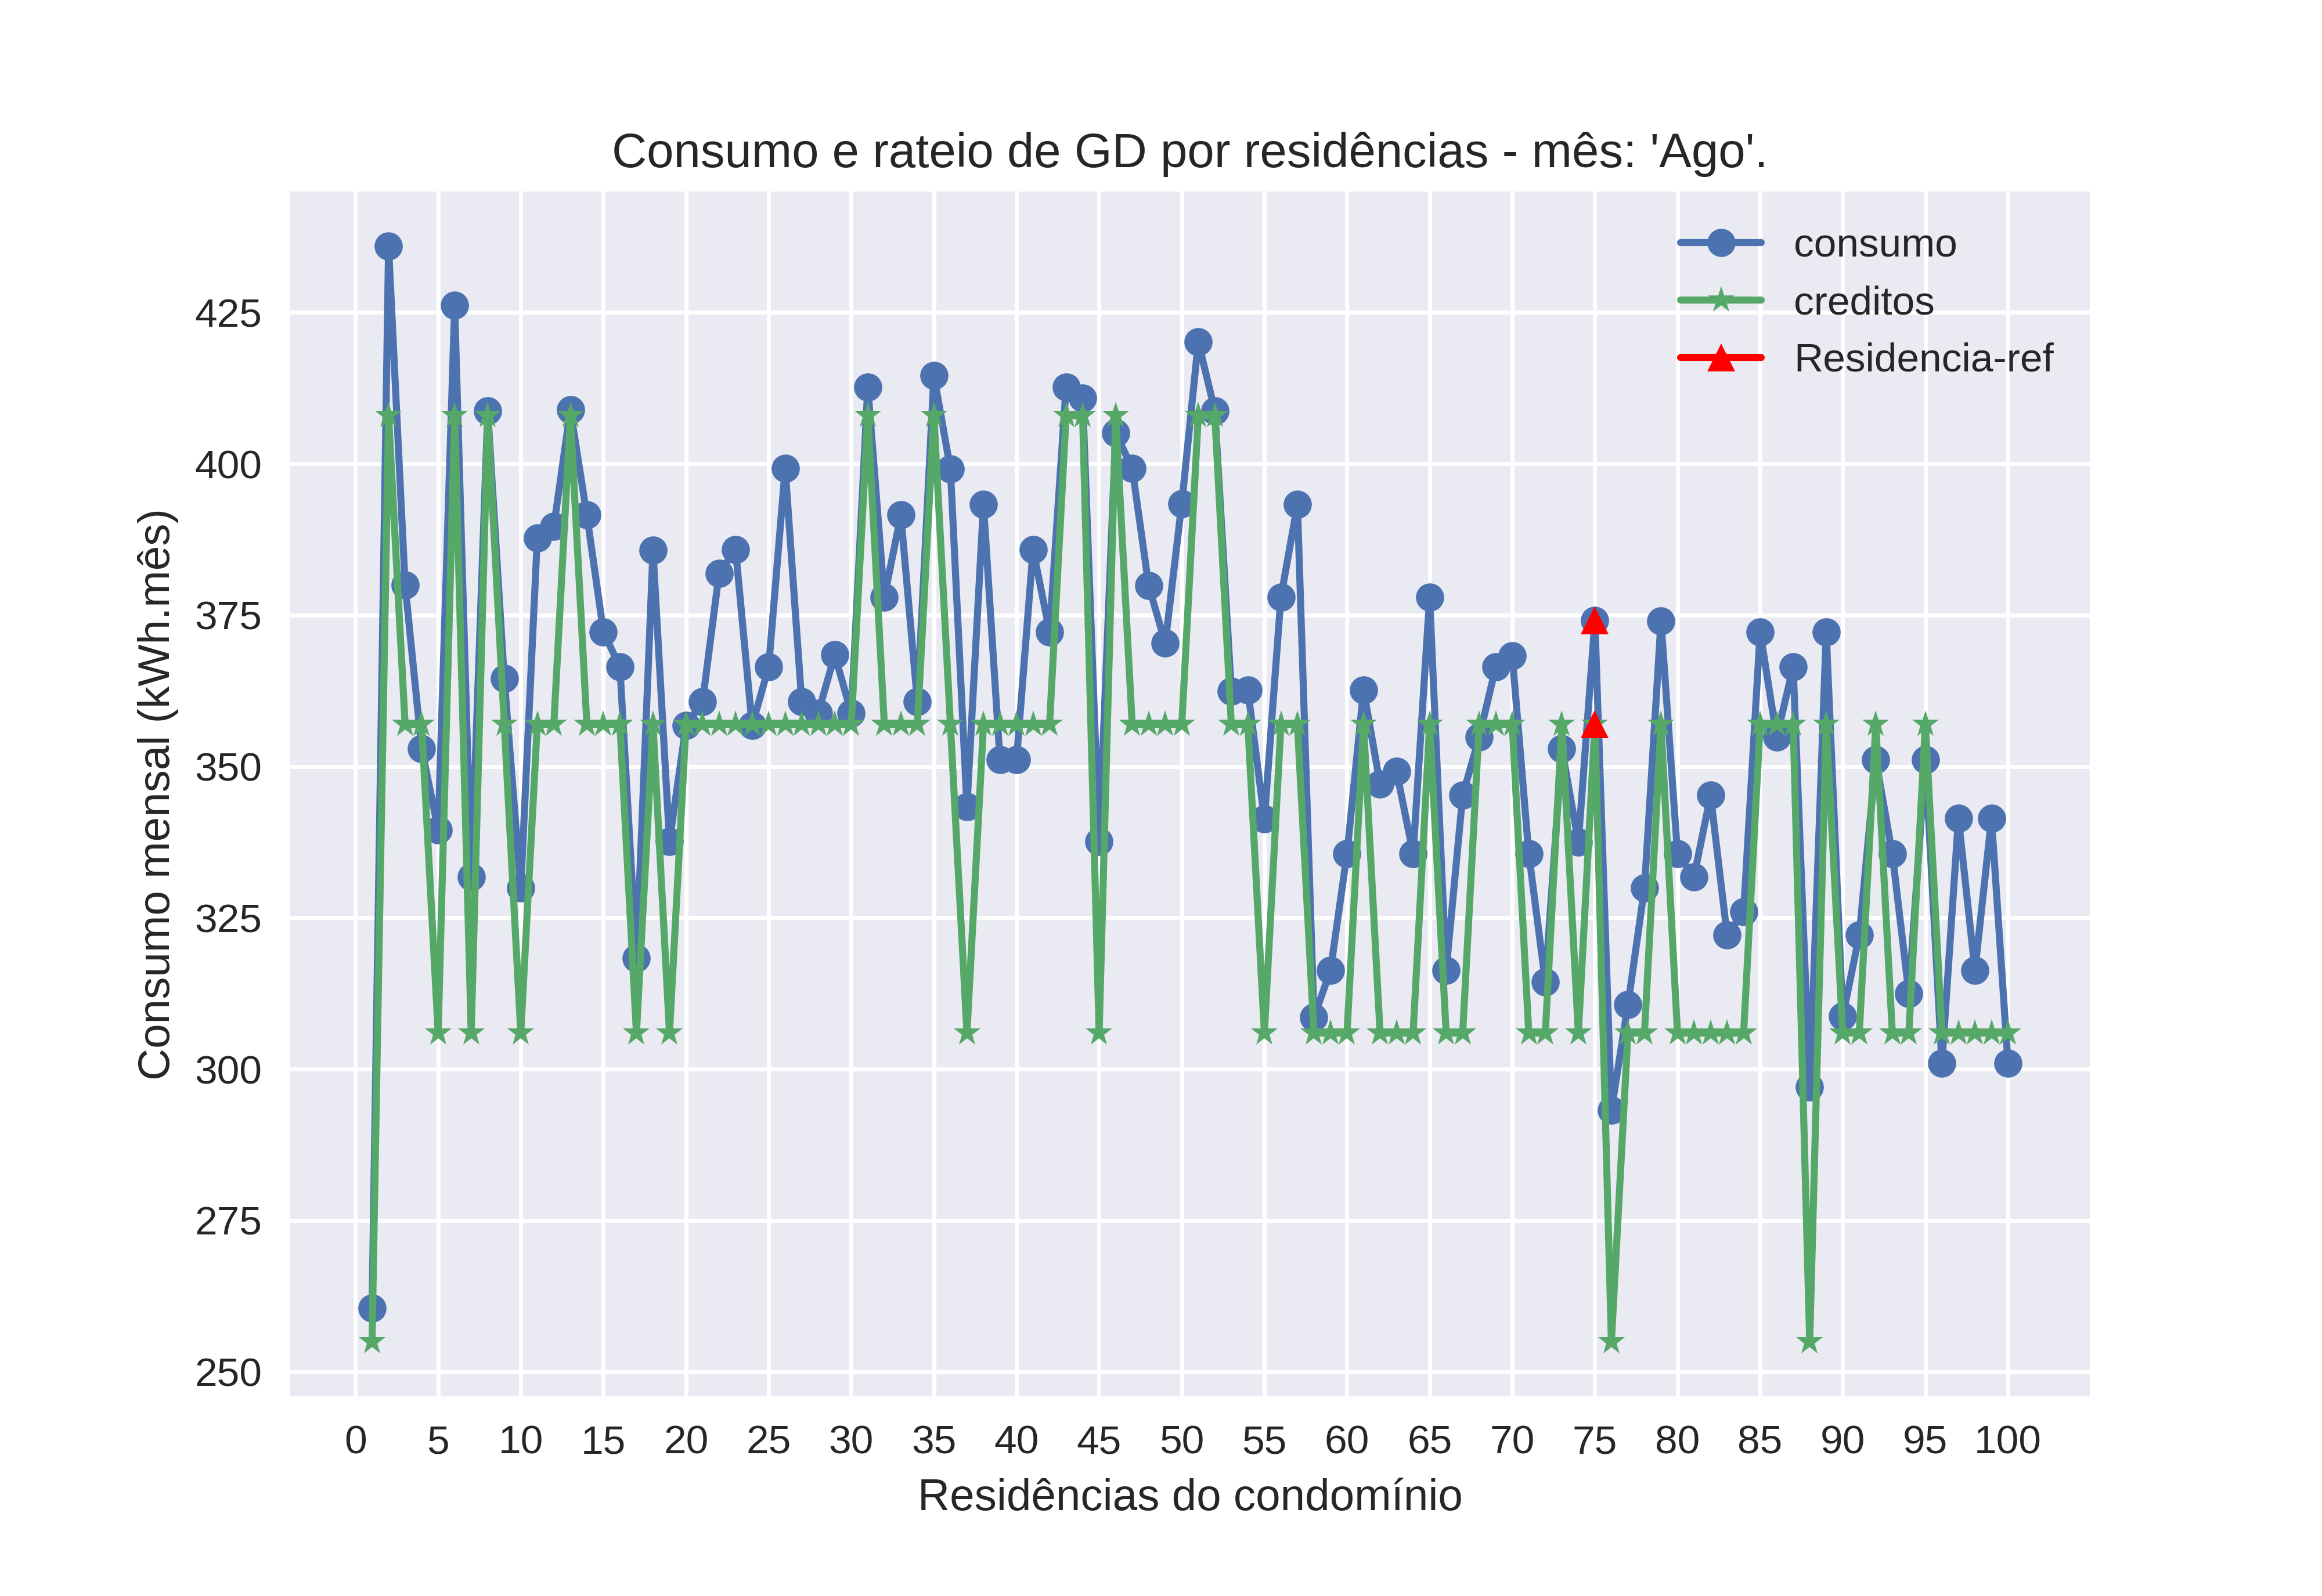 Consumo e rateio de GD por residências - mês: 'Ago'.
consumo
creditos
Residencia-ref
Consumo mensal (kWh.mês)
425
400
375
350
325
300
275
250
0 5 10 15 20 25 30 35 40 45 50 55 60 65 70 75 80 85 90 95 100
Residências do condomínio